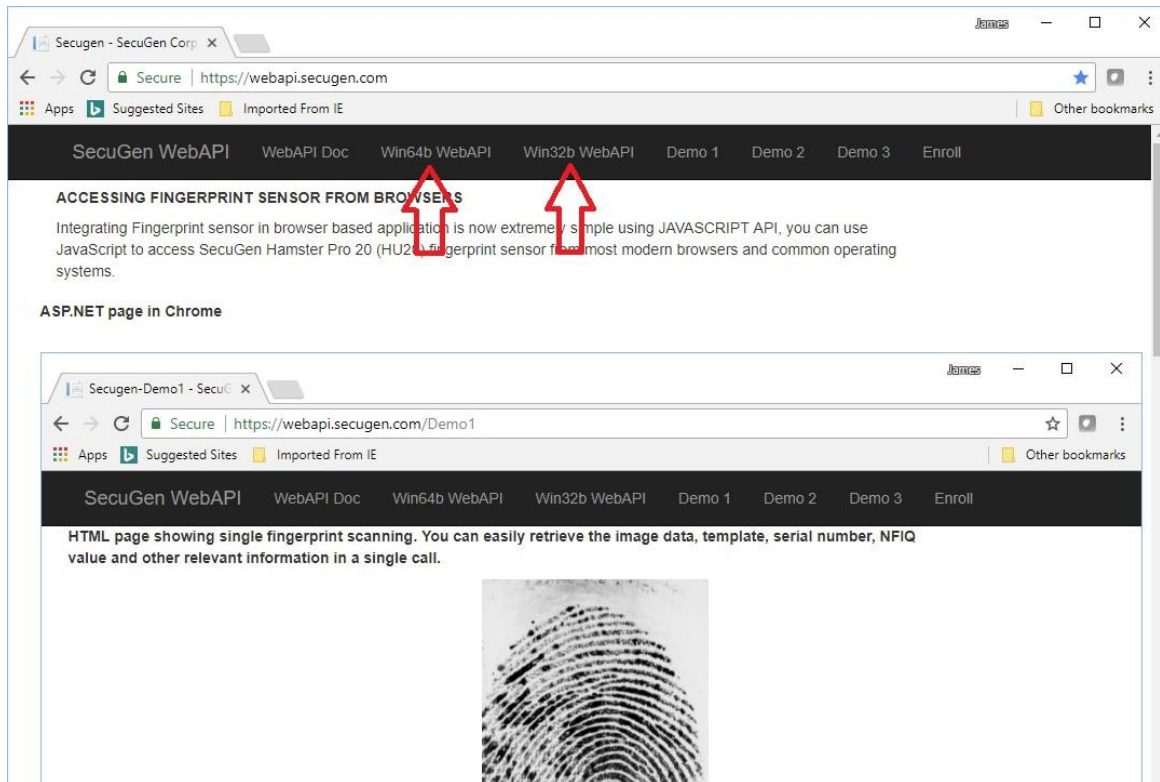 James
Secugen - SecuGen Corp
Secure | https://webapi.secugen.com
Apps Suggested Sites Imported From IE Other bookmarks
SecuGen WebAPI WebAPI Doc Win64b WebAPI Win32b WebAPI Demo 1 Demo 2 Demo 3 Enroll
ACCESSING FINGERPRINT SENSOR FROM BROWSERS
Integrating Fingerprint sensor in browser based application is now extremely simple using JAVASCRIPT API, you can use
JavaScript to access SecuGen Hamster Pro 20 (HU20) fingerprint sensor from most modern browsers and common operating
systems.
ASP.NET page in Chrome
James
Secugen-Demo1 - SecuG
Secure | https://webapi.secugen.com/Demo1
Apps Suggested Sites Imported From IE Other bookmarks
SecuGen WebAPI WebAPI Doc Win64b WebAPI Win32b WebAPI Demo 1 Demo 2 Demo 3 Enroll
HTML page showing single fingerprint scanning. You can easily retrieve the image data, template, serial number, NFIQ
value and other relevant information in a single call.